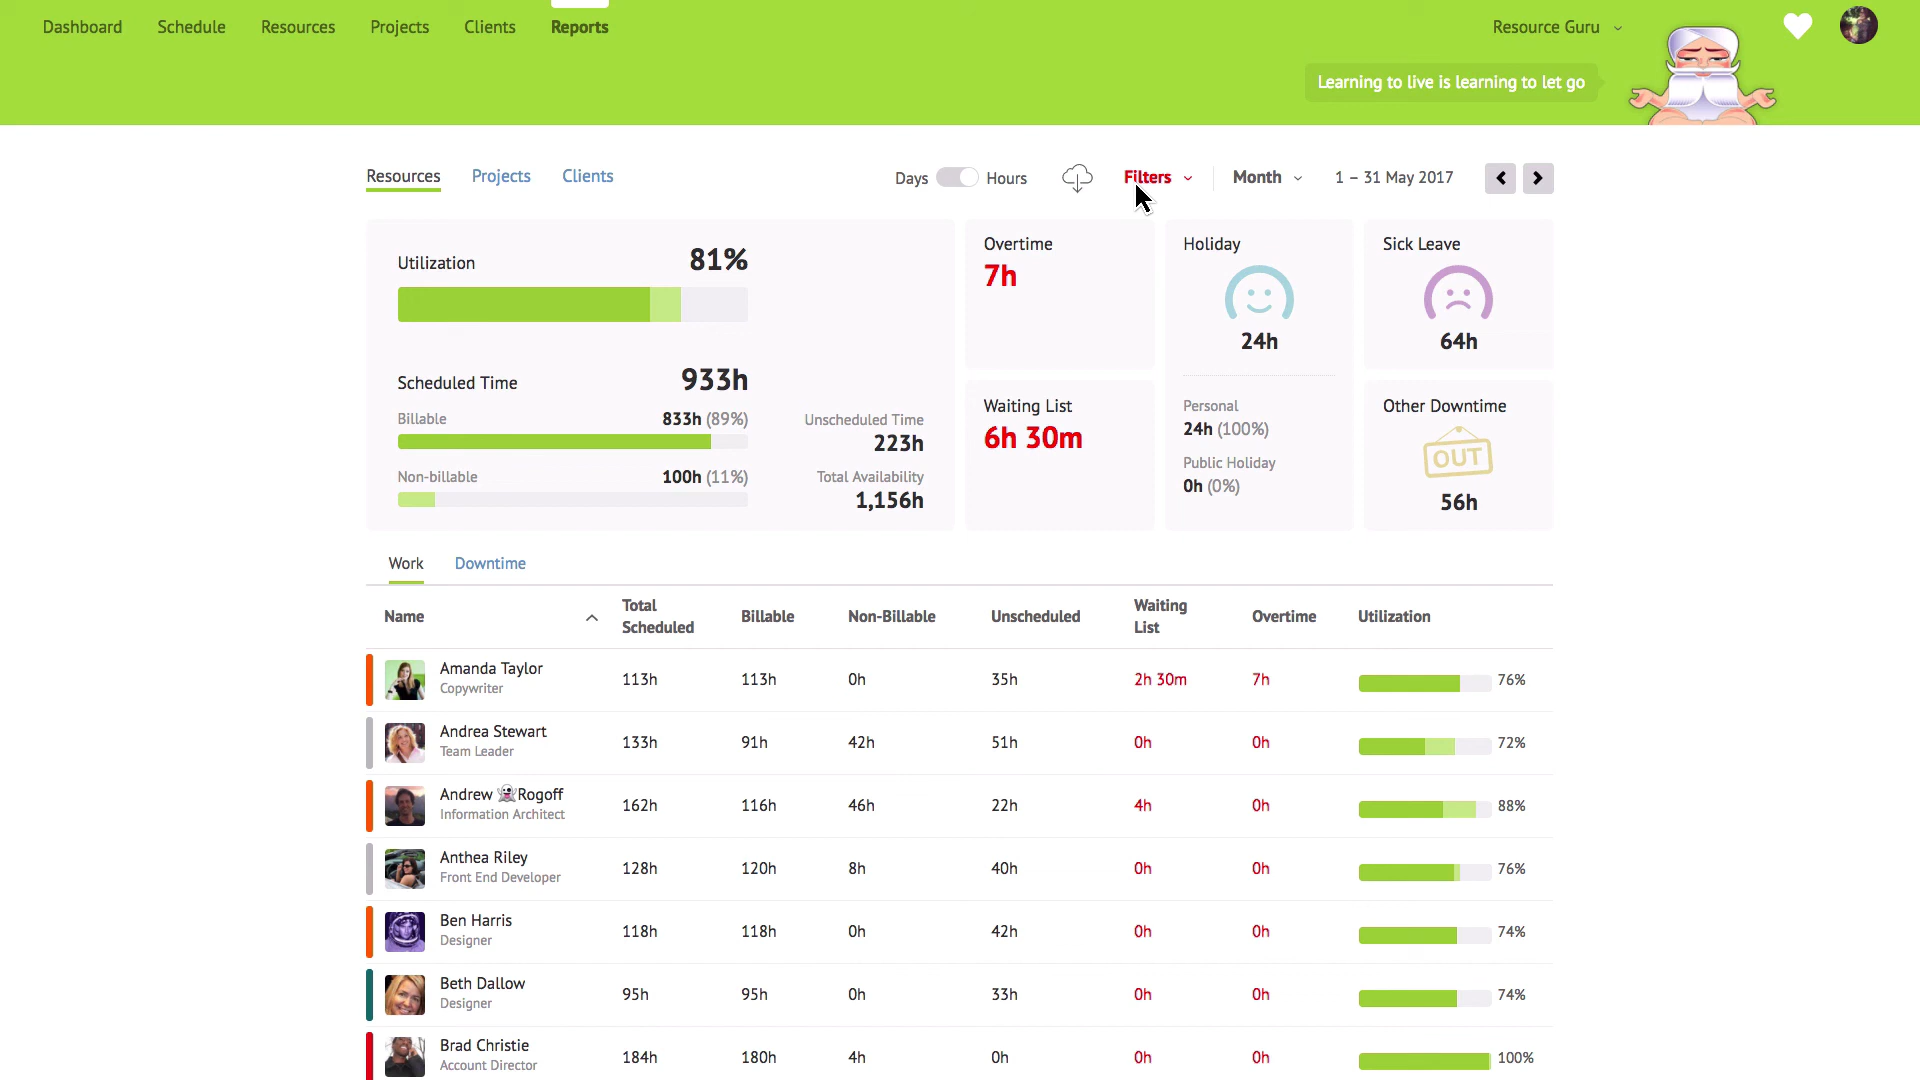 Dashboard
Schedule
Resources
Projects
Clients
Reports
Resource Guru
Learning to live is learning to let go
Resources
Projects
Clients
Days
Hours
Filters
Month
1 – 31 May 2017
Utilization
81%
Scheduled Time
933h
Billable
833h (89%)
Non-billable
100h (11%)
Unscheduled Time
223h
Total Availability
1,156h
Overtime
7h
Waiting List
6h 30m
Holiday
24h
Personal
24h (100%)
Public Holiday
0h (0%)
Sick Leave
64h
Other Downtime
OUT
56h
Work
Downtime
Name
Total
Scheduled
Billable
Non-Billable
Unscheduled
Waiting
List
Overtime
Utilization
Amanda Taylor
Copywriter
113h
113h
0h
35h
2h 30m
7h
76%
Andrea Stewart
Team Leader
133h
91h
42h
51h
0h
0h
72%
Andrew 👻Rogoff
Information Architect
162h
116h
46h
22h
4h
0h
88%
Anthea Riley
Front End Developer
128h
120h
8h
40h
0h
0h
76%
Ben Harris
Designer
118h
118h
0h
42h
0h
0h
74%
Beth Dallow
Designer
95h
95h
0h
33h
0h
0h
74%
Brad Christie
Account Director
184h
180h
4h
0h
0h
0h
100%